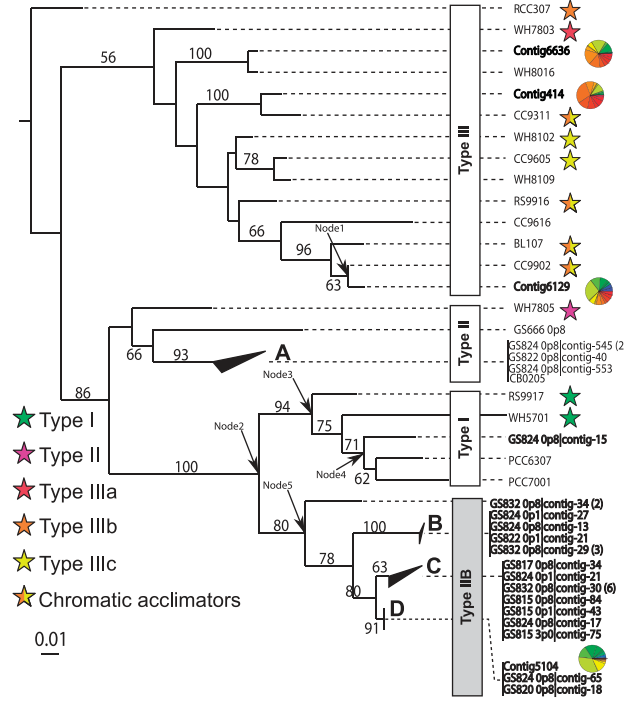 RCC307
WH7803
56
100
Contig6636
WH8016
100
Contig414
CC9311
WH8102
78
CC9605
WH8109
Type III
RS9916
66
CC9616
Node1
96
BL107
CC9902
63
Contig6129
WH7805
66
GS666 0p8
93
A
Type II
GS824 0p8|contig-545 (2
GS822 0p8|contig-40
GS824 0p8|contig-553
CB0205
Node3
86
94
RS9917
75
WH5701
Node2
71
GS824 0p8|contig-15
Type I
Node4
62
PCC6307
PCC7001
100
Node5
80
GS832 0p8|contig-34 (2)
GS824 0p1|contig-27
GS824 0p8|contig-13
GS822 0p1|contig-21
GS832 0p8|contig-29 (3)
100
B
78
63
C
80
D
91
Type IIB
GS817 0p8|contig-34
GS824 0p1|contig-21
GS832 0p8|contig-30 (6)
GS815 0p8|contig-84
GS815 0p1|contig-43
GS824 0p8|contig-17
GS815 3p0|contig-75
Contig5104
GS824 0p8|contig-65
GS820 0p8|contig-18
Type I
Type II
Type IIIa
Type IIIb
Type IIIc
Chromatic acclimators
0.01